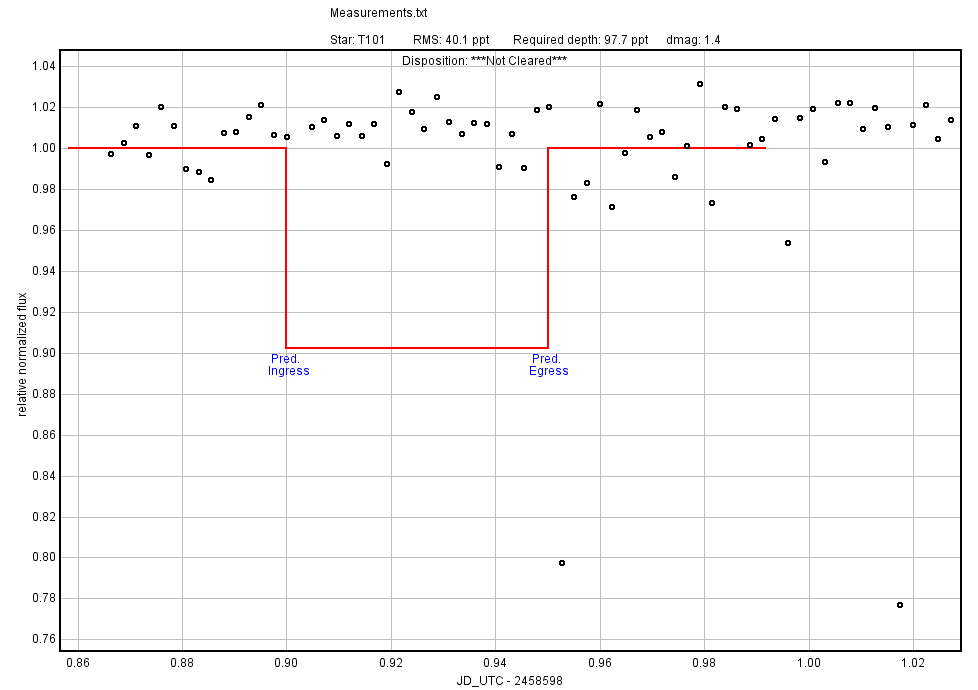 Measurements.txt
Star: T101 RMS: 40.1 ppt Required depth: 97.7 ppt dmag: 1.4
Disposition: ***Not Cleared***
1.04
1.02
1.00
0.98
0.96
0.94
0.92
0.90
0.88
0.86
0.84
0.82
0.80
0.78
0.76
relative normalized flux
Pred.
Ingress
Pred.
Egress
0.86 0.88 0.90 0.92 0.94 0.96 0.98 1.00 1.02
JD_UTC - 2458598